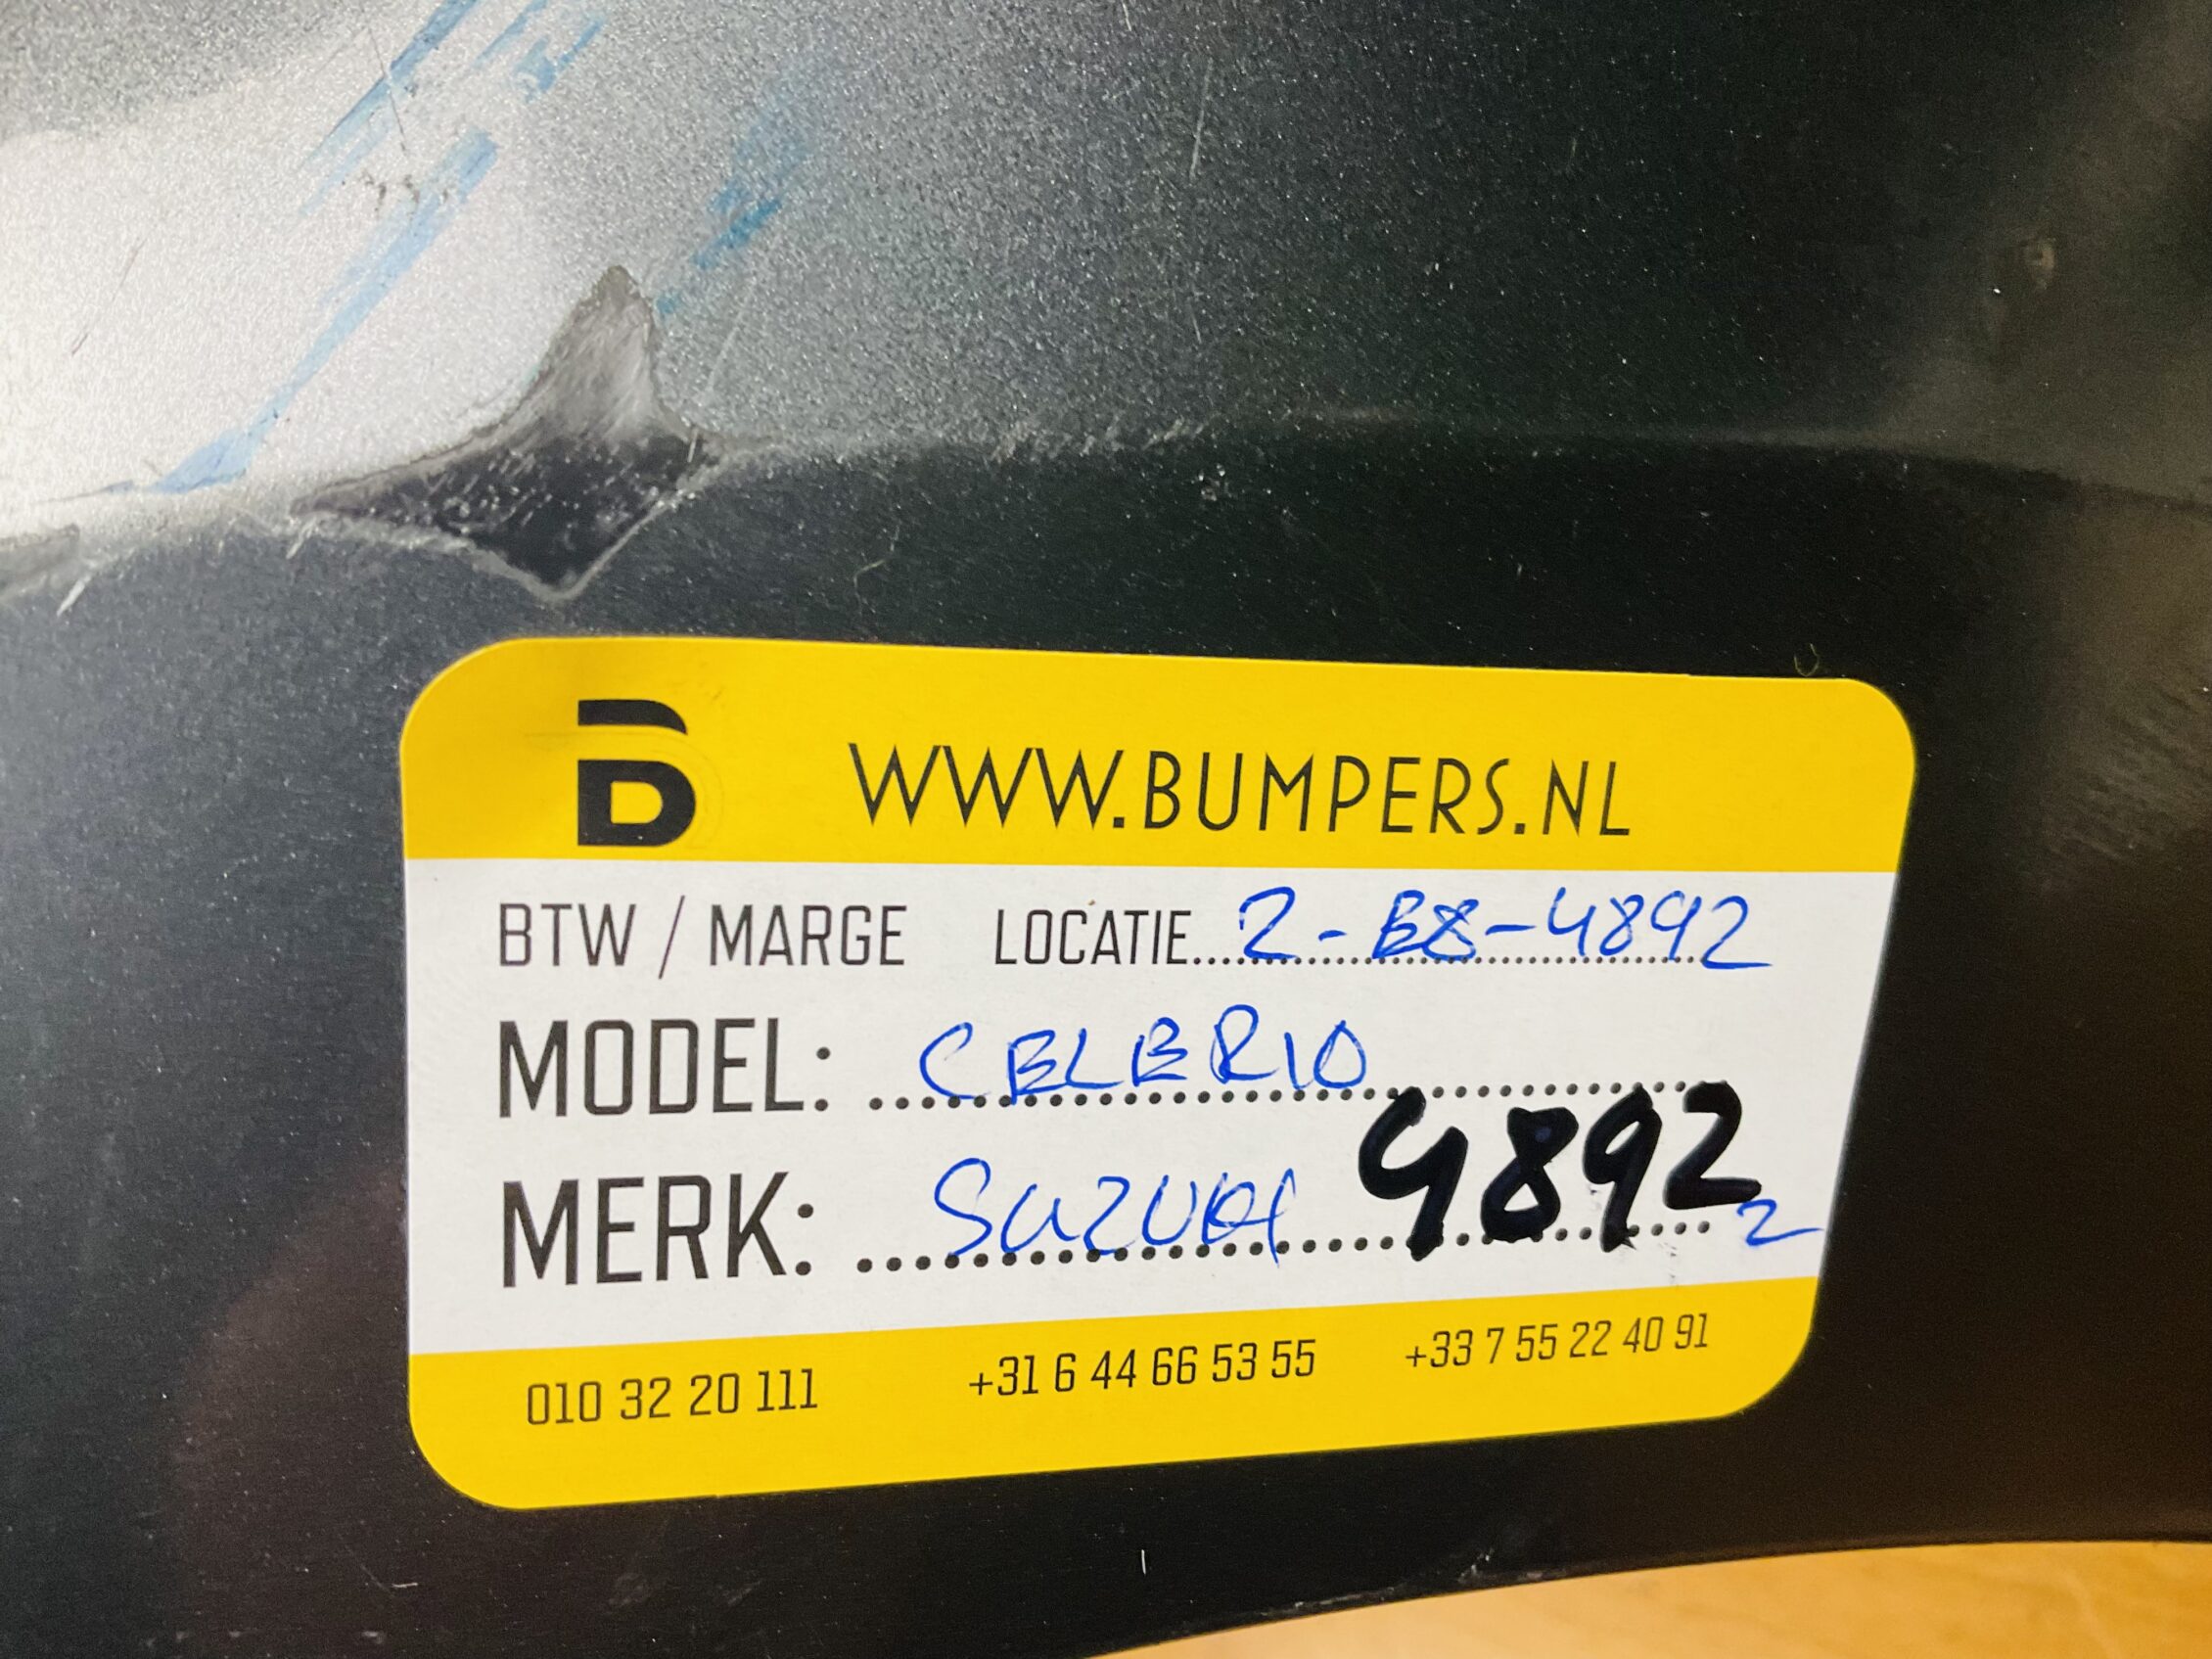 B WWW.BUMPERS.NL
BTW / MARGE LOCATIE....2-B8-4892
MODEL: CELERIO
MERK: SUZUKI 4892 2
010 32 20 111 +31 6 44 66 53 55 +33 7 55 22 40 91